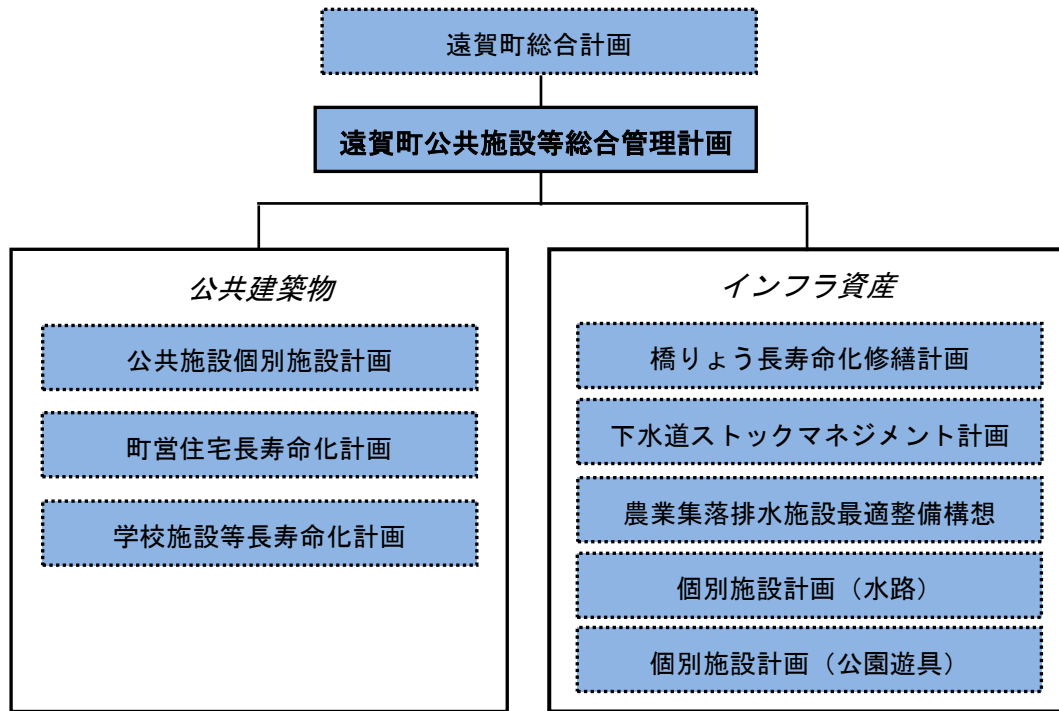 遠賀町総合計画
遠賀町公共施設等総合管理計画
公共建築物
公共施設個別施設計画
町営住宅長寿命化計画
学校施設等長寿命化計画
インフラ資産
橋りょう長寿命化修繕計画
下水道ストックマネジメント計画
農業集落排水施設最適整備構想
個別施設計画（水路）
個別施設計画（公園遊具）